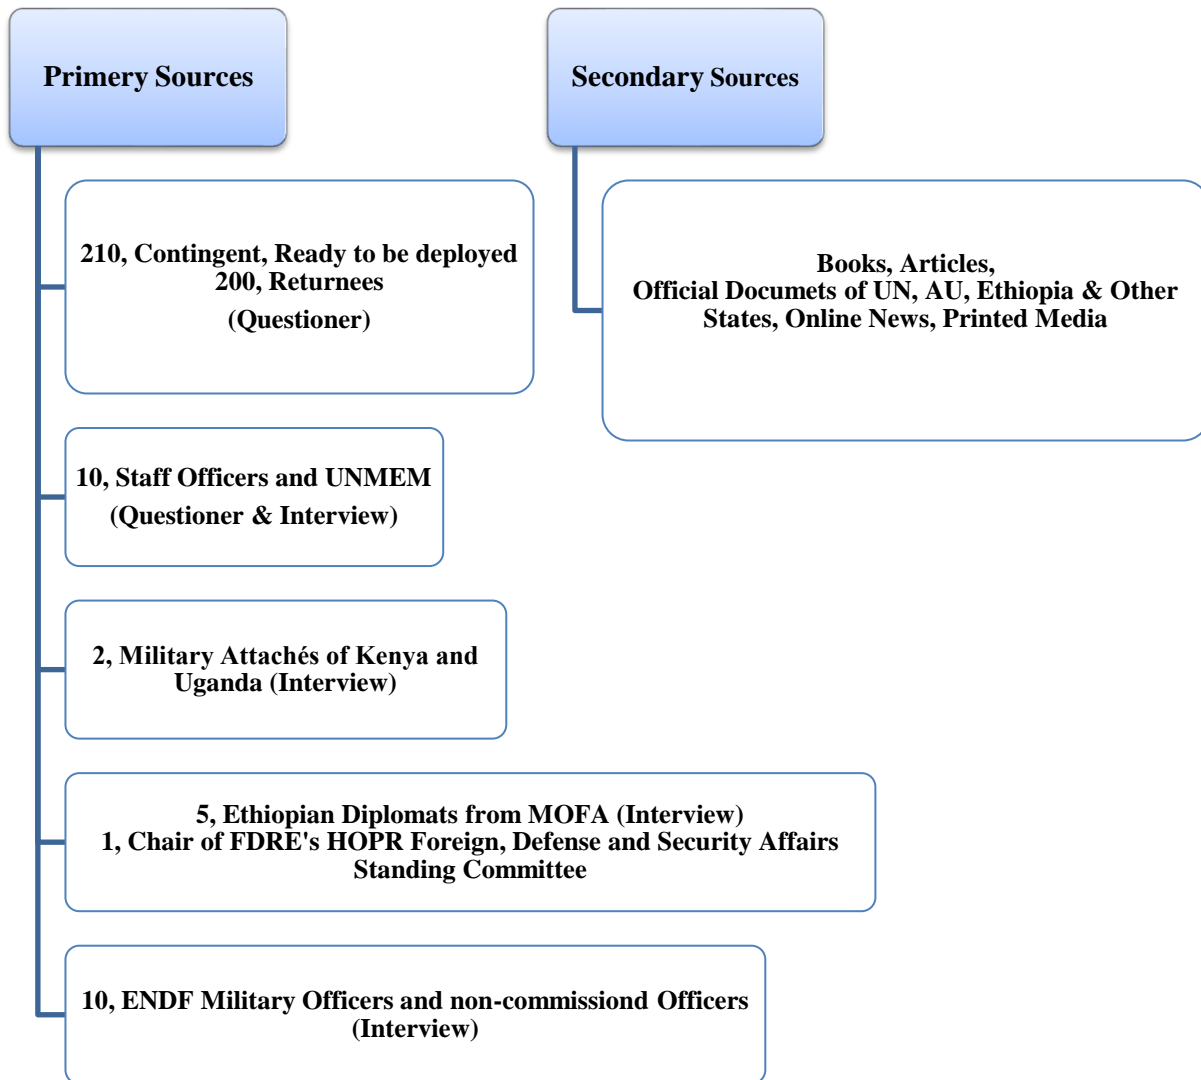 Primery Sources
210, Contingent, Ready to be deployed
200, Returnees
(Questioner)
10, Staff Officers and UNMEM
(Questioner & Interview)
2, Military Attachés of Kenya and
Uganda (Interview)
5, Ethiopian Diplomats from MOFA (Interview)
1, Chair of FDRE's HOPR Foreign, Defense and Security Affairs
Standing Committee
10, ENDF Military Officers and non-commissiond Officers
(Interview)
Secondary Sources
Books, Articles,
Official Documets of UN, AU, Ethiopia & Other
States, Online News, Printed Media